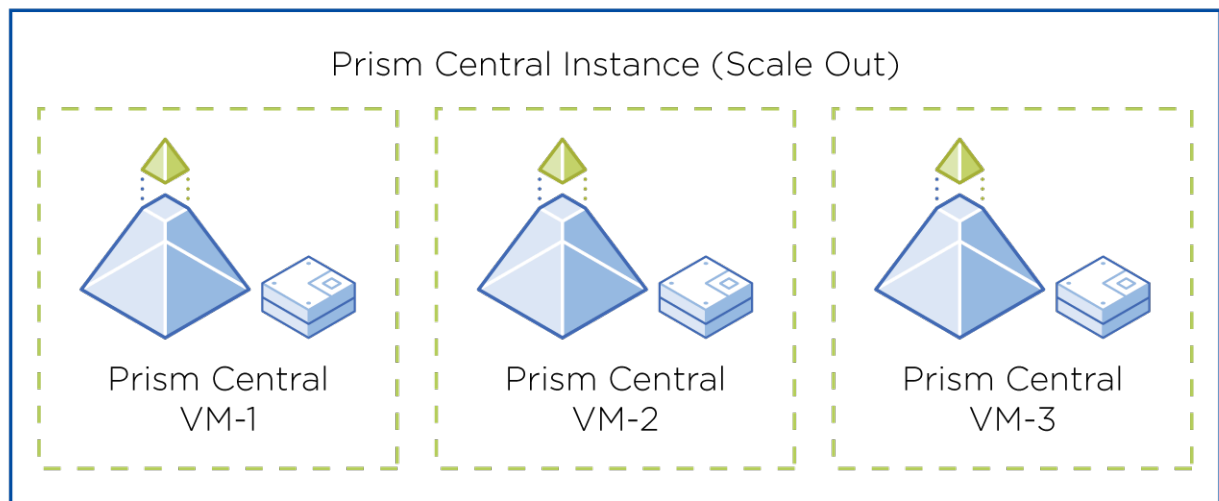 Prism Central Instance (Scale Out)
Prism Central
VM-1
Prism Central
VM-2
Prism Central
VM-3